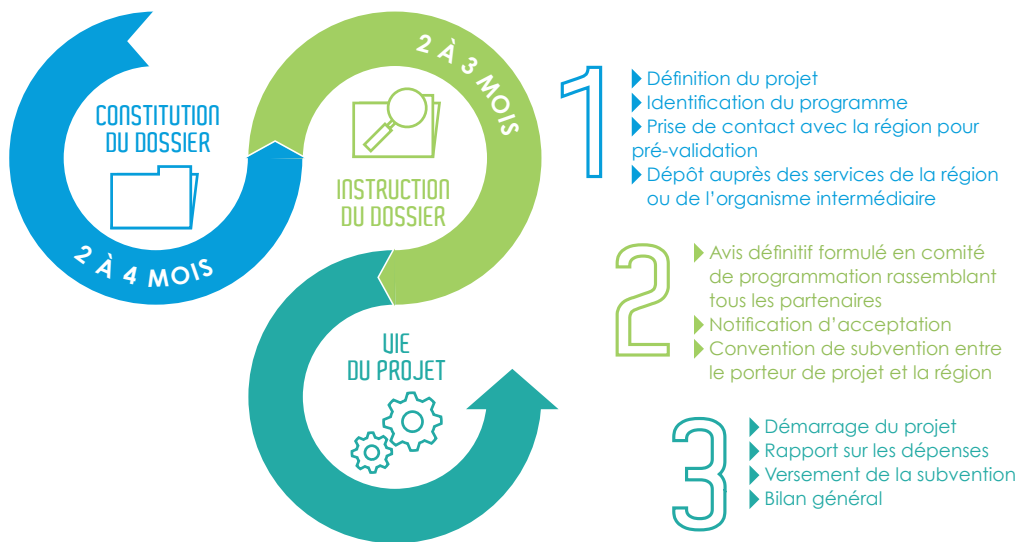 CONSTITUTION
DU DOSSIER
2 À 4 MOIS
2 À 3 MOIS
INSTRUCTION
DU DOSSIER
VIE
DU PROJET
1
Définition du projet
Identification du programme
Prise de contact avec la région pour
pré-validation
Dépôt auprès des services de la région
ou de l’organisme intermédiaire
2
Avis définitif formulé en comité
de programmation rassemblant
tous les partenaires
Notification d’acceptation
Convention de subvention entre
le porteur de projet et la région
3
Démarrage du projet
Rapport sur les dépenses
Versement de la subvention
Bilan général